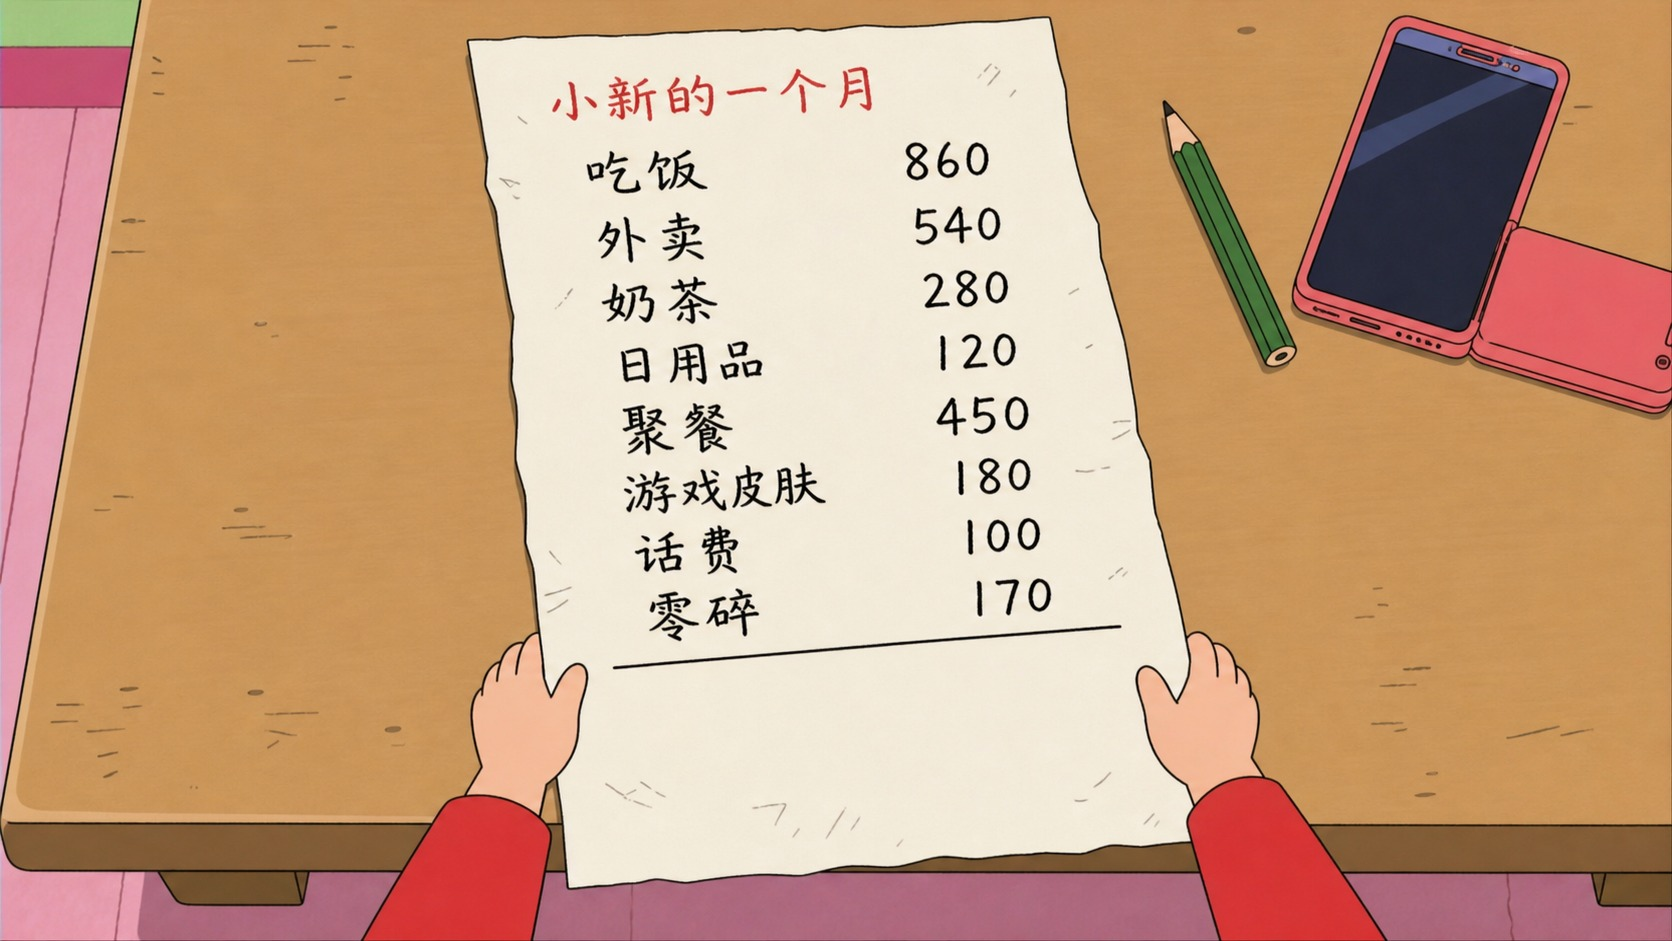 小新的一个月
吃饭 860
外卖 540
奶茶 280
日用品 120
聚餐 450
游戏皮肤 180
话费 100
零碎 170